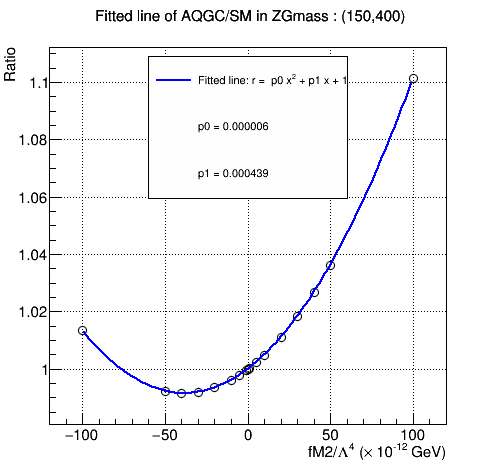 Fitted line of AQGC/SM in ZGmass : (150,400)
Ratio
Fitted line: r = p0 x² + p1 x + 1
p0 = 0.000006
p1 = 0.000439
1.1
1.08
1.06
1.04
1.02
1
−100 −50 0 50 100
fM2/Λ⁴ (× 10⁻¹² GeV)